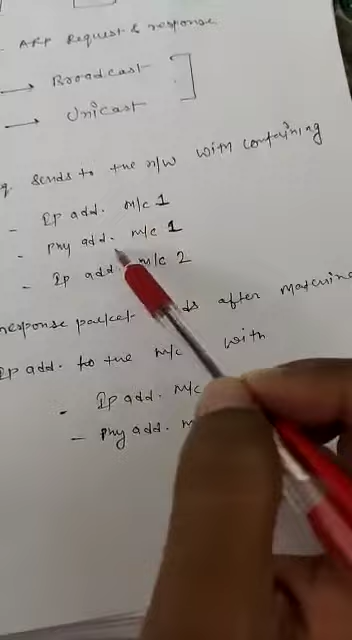 - ARP Request & response
→ Broadcast
→ Unicast
sends to the n/w with containing
- Ip add. m/c 1
- Phy add. m/c 1
- Ip add. m/c 2
response packet after
Ip add. to the m/c with
- Ip add. m/c
- Phy add.